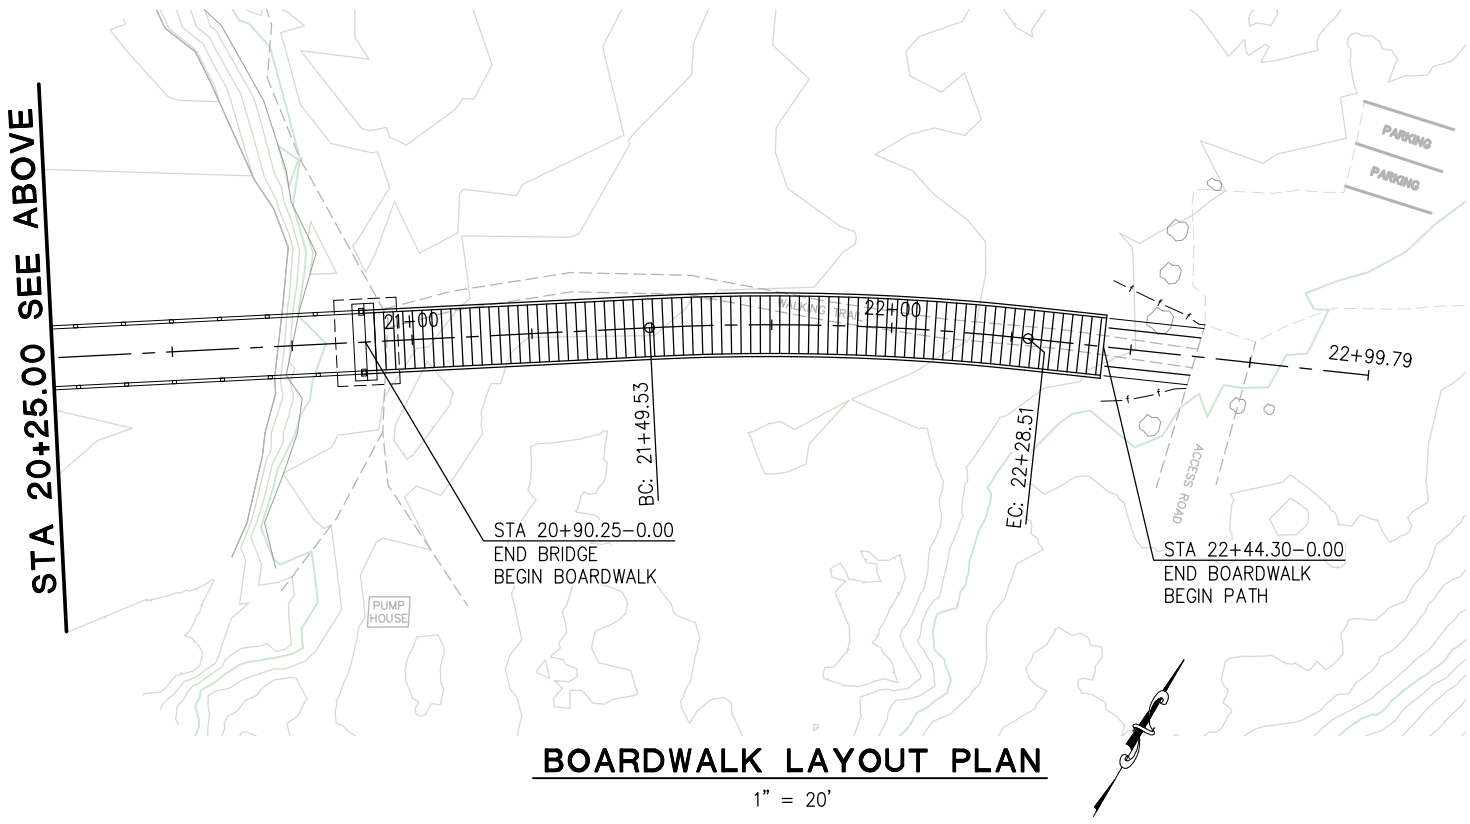 STA 20+25.00 SEE ABOVE
PARKING
PARKING
WALKING TRAIL
21+00
22+00
22+99.79
BC: 21+49.53
EC: 22+28.51
ACCESS ROAD
STA 20+90.25-0.00
END BRIDGE
BEGIN BOARDWALK
STA 22+44.30-0.00
END BOARDWALK
BEGIN PATH
PUMP
HOUSE
BOARDWALK LAYOUT PLAN
1" = 20'